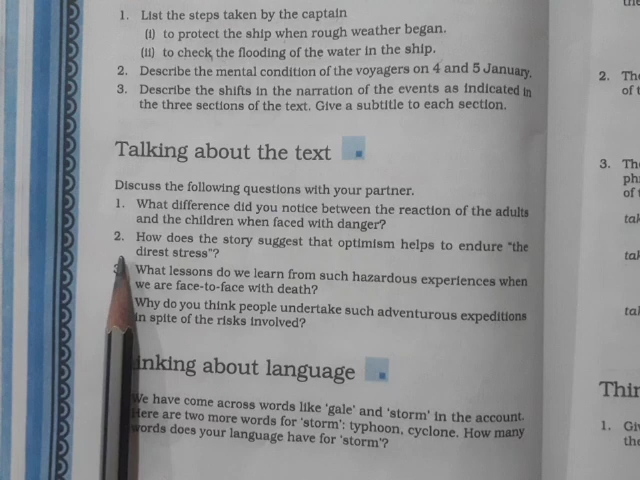 1. List the steps taken by the captain
(i) to protect the ship when rough weather began.
(ii) to check the flooding of the water in the ship.
2. Describe the mental condition of the voyagers on 4 and 5 January.
3. Describe the shifts in the narration of the events as indicated in
the three sections of the text. Give a subtitle to each section.
Talking about the text
Discuss the following questions with your partner.
1. What difference did you notice between the reaction of the adults
and the children when faced with danger?
2. How does the story suggest that optimism helps to endure “the
direst stress”?
3. What lessons do we learn from such hazardous experiences when
we are face-to-face with death?
Why do you think people undertake such adventurous expeditions
in spite of the risks involved?
inking about language
We have come across words like ‘gale’ and ‘storm’ in the account.
Here are two more words for ‘storm’: typhoon, cyclone. How many
words does your language have for ‘storm’?
2. Th
of t
3. Th
ph
of
tak
tak
tak
Thin
1. Gi
the